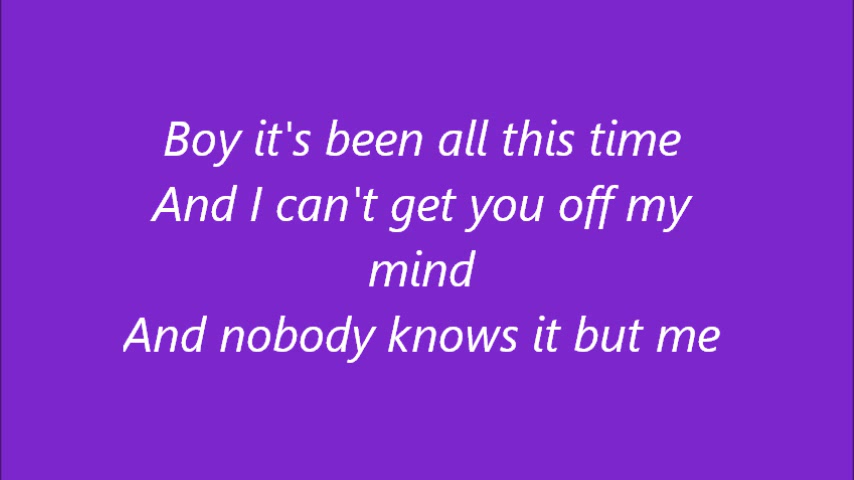 Boy it's been all this time
And I can't get you off my
mind
And nobody knows it but me